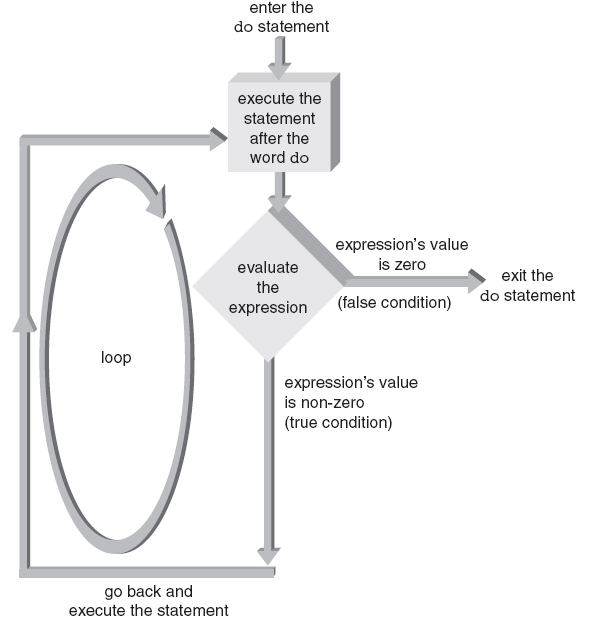 enter the
do statement
execute the
statement
after the
word do
expression’s value
is zero
evaluate
the
expression
(false condition)
exit the
do statement
loop
expression’s value
is non-zero
(true condition)
go back and
execute the statement